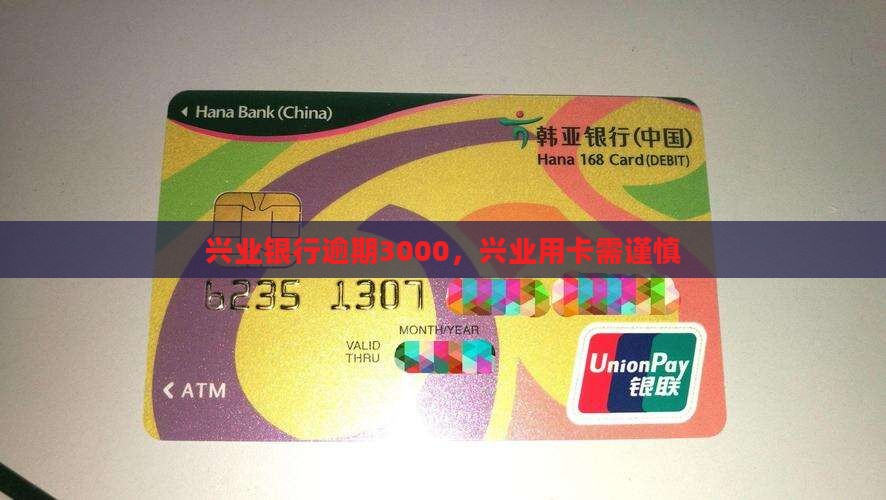 Hana Bank (China)
韩亚银行(中国)
Hana 168 Card(DEBIT)
兴业银行逾期3000，兴业用卡需谨慎
6235 1307
MONTH/YEAR
VALID
THRU
ATM
UnionPay
银联